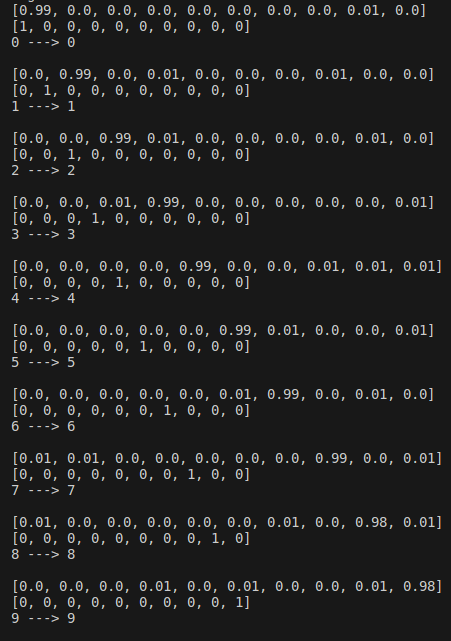 [0.99, 0.0, 0.0, 0.0, 0.0, 0.0, 0.0, 0.0, 0.01, 0.0]
[1, 0, 0, 0, 0, 0, 0, 0, 0, 0]
0 ---> 0
[0.0, 0.99, 0.0, 0.01, 0.0, 0.0, 0.0, 0.01, 0.0, 0.0]
[0, 1, 0, 0, 0, 0, 0, 0, 0, 0]
1 ---> 1
[0.0, 0.0, 0.99, 0.01, 0.0, 0.0, 0.0, 0.0, 0.01, 0.0]
[0, 0, 1, 0, 0, 0, 0, 0, 0, 0]
2 ---> 2
[0.0, 0.0, 0.01, 0.99, 0.0, 0.0, 0.0, 0.0, 0.0, 0.01]
[0, 0, 0, 1, 0, 0, 0, 0, 0, 0]
3 ---> 3
[0.0, 0.0, 0.0, 0.0, 0.99, 0.0, 0.0, 0.01, 0.01, 0.01]
[0, 0, 0, 0, 1, 0, 0, 0, 0, 0]
4 ---> 4
[0.0, 0.0, 0.0, 0.0, 0.0, 0.99, 0.01, 0.0, 0.0, 0.01]
[0, 0, 0, 0, 0, 1, 0, 0, 0, 0]
5 ---> 5
[0.0, 0.0, 0.0, 0.0, 0.0, 0.01, 0.99, 0.0, 0.01, 0.0]
[0, 0, 0, 0, 0, 0, 1, 0, 0, 0]
6 ---> 6
[0.01, 0.01, 0.0, 0.0, 0.0, 0.0, 0.0, 0.99, 0.0, 0.01]
[0, 0, 0, 0, 0, 0, 0, 1, 0, 0]
7 ---> 7
[0.01, 0.0, 0.0, 0.0, 0.0, 0.0, 0.01, 0.0, 0.98, 0.01]
[0, 0, 0, 0, 0, 0, 0, 0, 1, 0]
8 ---> 8
[0.0, 0.0, 0.0, 0.01, 0.0, 0.01, 0.0, 0.0, 0.01, 0.98]
[0, 0, 0, 0, 0, 0, 0, 0, 0, 1]
9 ---> 9